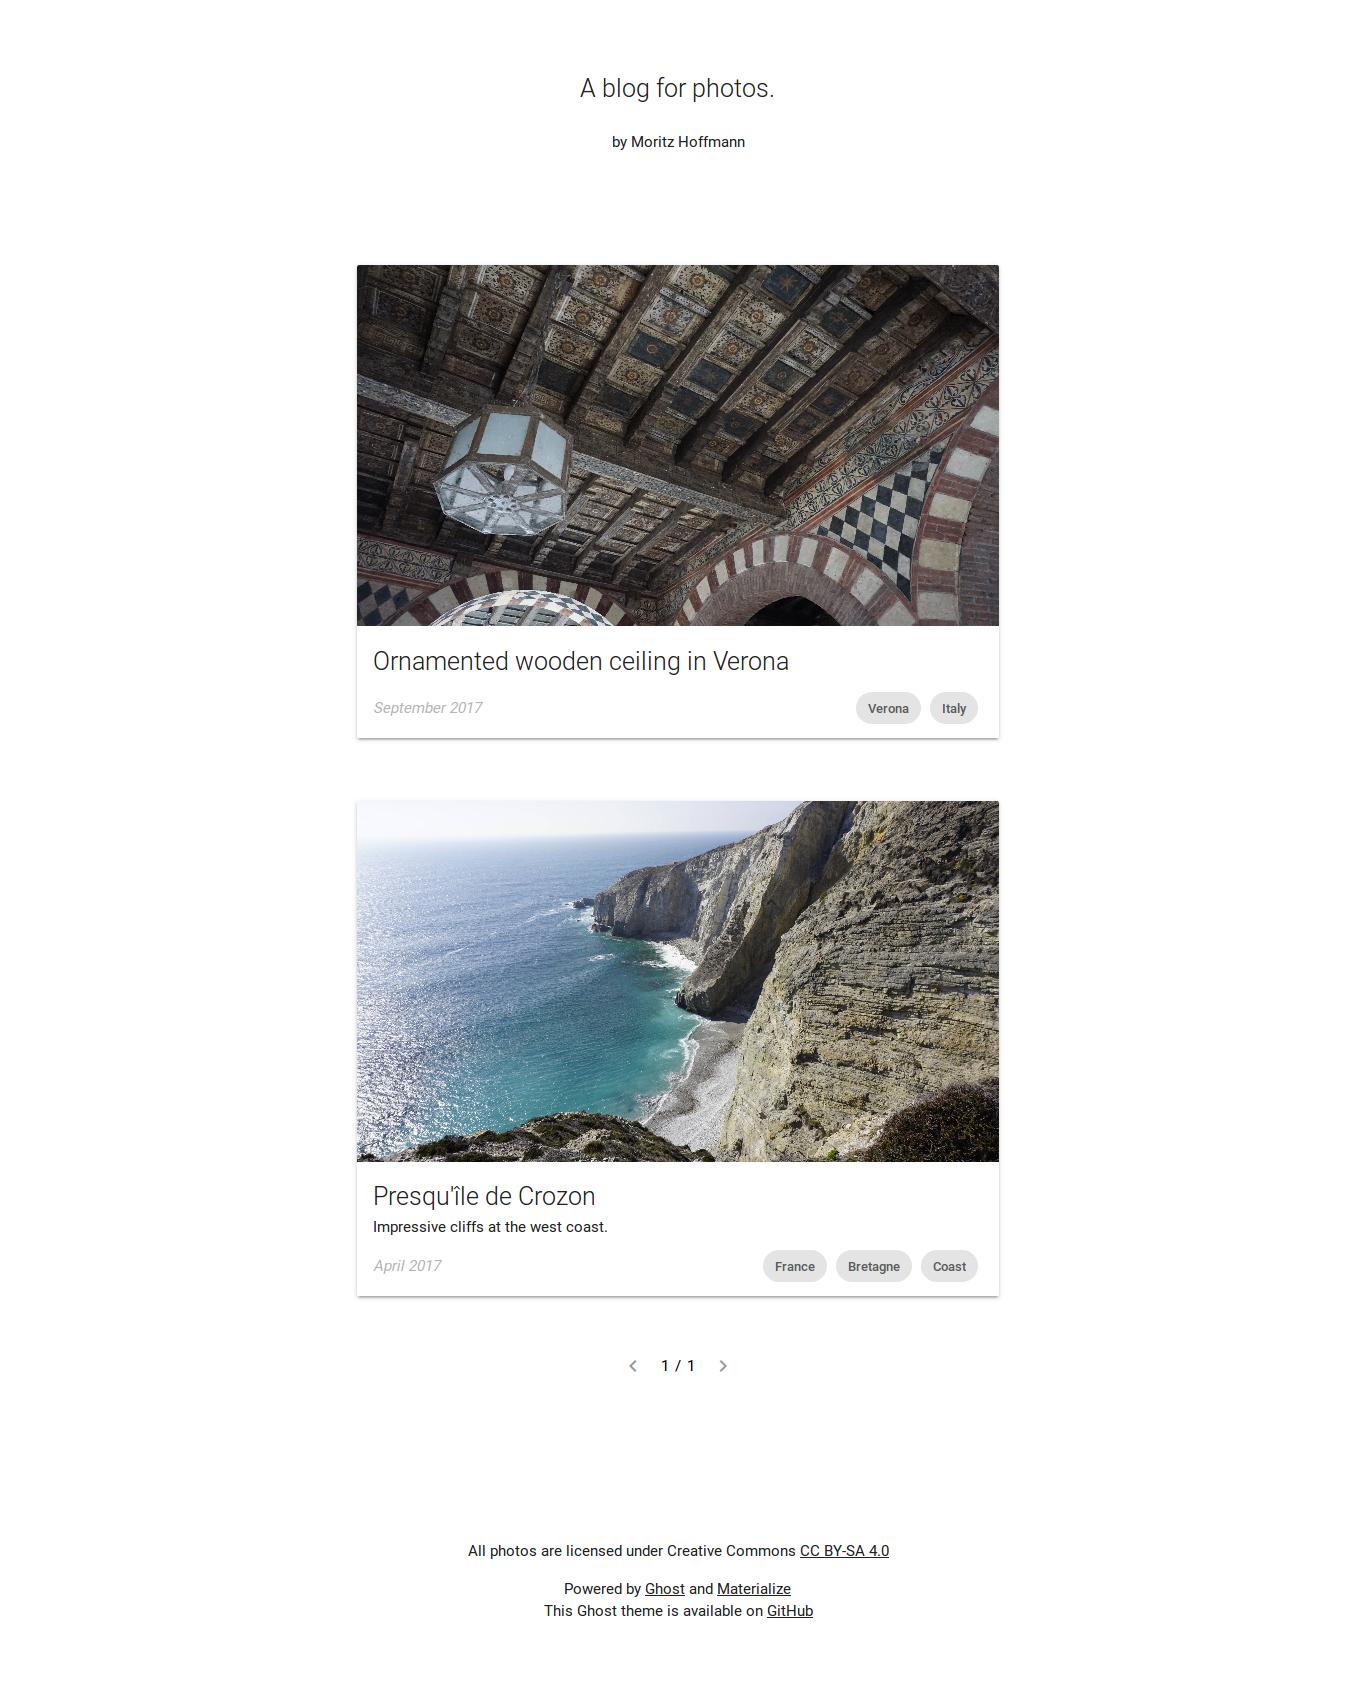 A blog for photos.
by Moritz Hoffmann
Ornamented wooden ceiling in Verona
September 2017
Verona
Italy
Presqu'île de Crozon
Impressive cliffs at the west coast.
April 2017
France
Bretagne
Coast
1 / 1
All photos are licensed under Creative Commons CC BY-SA 4.0
Powered by Ghost and Materialize
This Ghost theme is available on GitHub